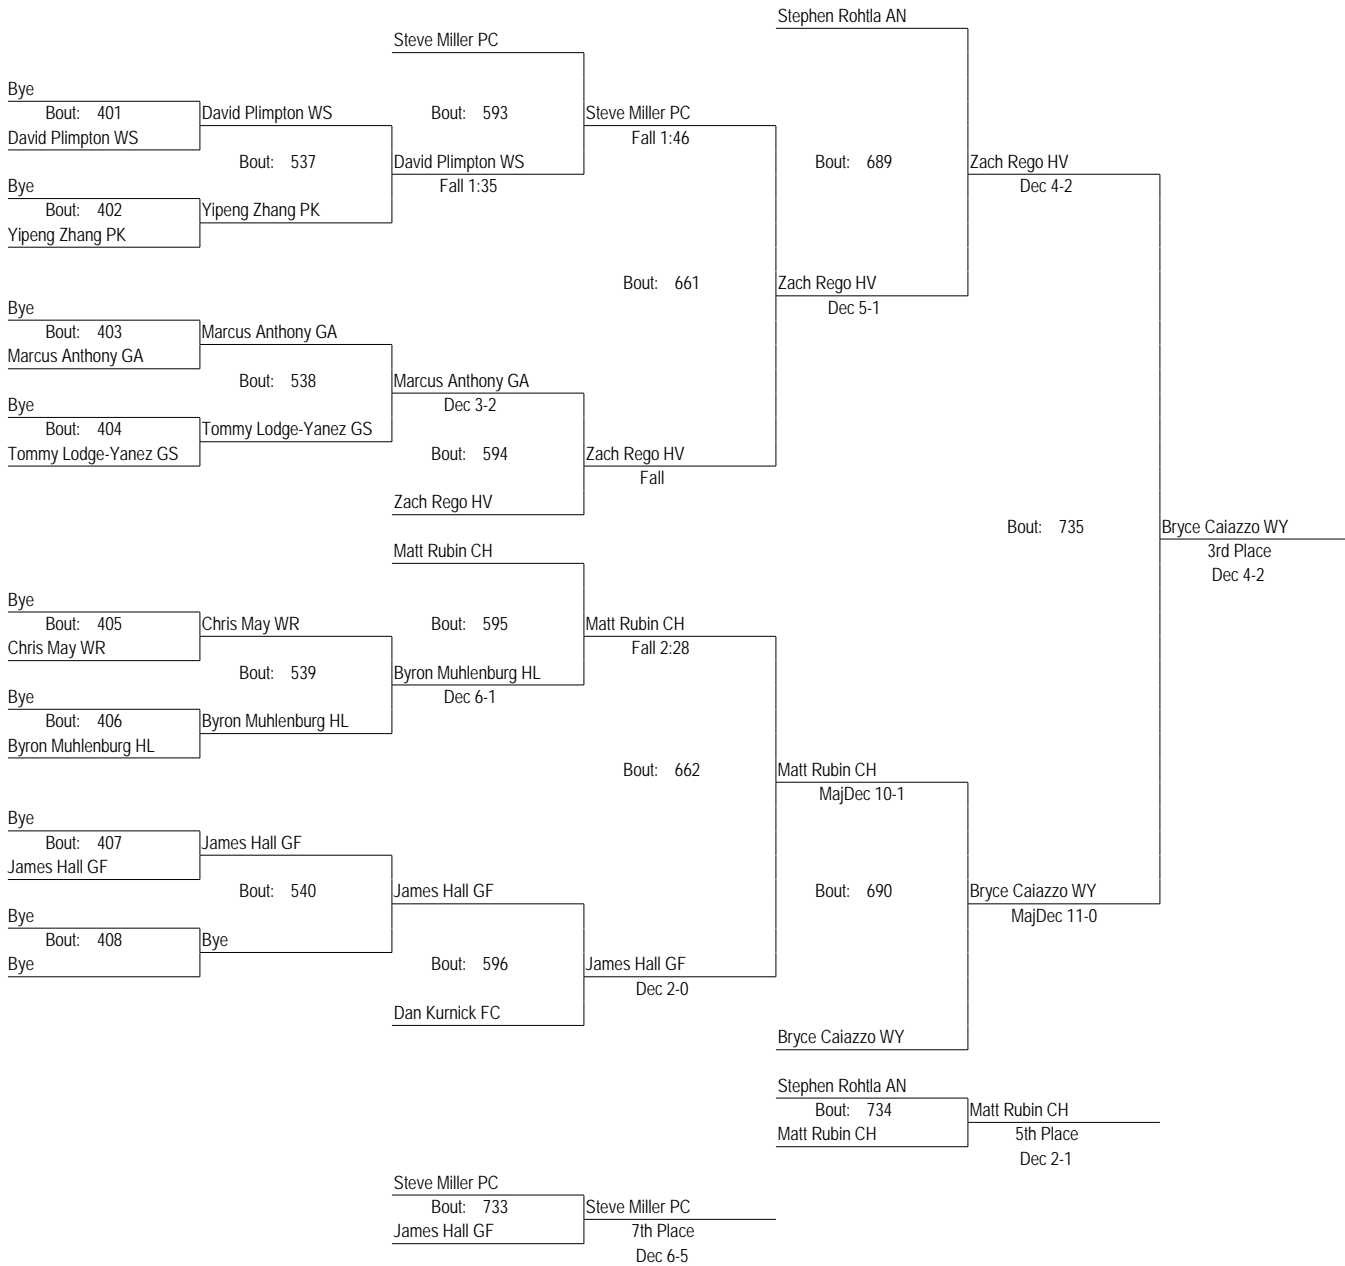 Stephen Rohtla AN
Steve Miller PC
Bye
Bout: 401
David Plimpton WS
David Plimpton WS
Bout: 593
Steve Miller PC
Fall 1:46
Bout: 537
David Plimpton WS
Fall 1:35
Bout: 689
Zach Rego HV
Dec 4-2
Bye
Bout: 402
Yipeng Zhang PK
Yipeng Zhang PK
Bout: 661
Zach Rego HV
Dec 5-1
Bye
Bout: 403
Marcus Anthony GA
Marcus Anthony GA
Bout: 538
Marcus Anthony GA
Dec 3-2
Bye
Bout: 404
Tommy Lodge-Yanez GS
Tommy Lodge-Yanez GS
Bout: 594
Zach Rego HV
Fall
Zach Rego HV
Bout: 735
Bryce Caiazzo WY
3rd Place
Dec 4-2
Matt Rubin CH
Bye
Bout: 405
Chris May WR
Chris May WR
Bout: 595
Matt Rubin CH
Fall 2:28
Bout: 539
Byron Muhlenburg HL
Dec 6-1
Bye
Bout: 406
Byron Muhlenburg HL
Byron Muhlenburg HL
Bout: 662
Matt Rubin CH
MajDec 10-1
Bye
Bout: 407
James Hall GF
James Hall GF
Bout: 540
James Hall GF
Bout: 690
Bryce Caiazzo WY
MajDec 11-0
Bye
Bout: 408
Bye
Bye
Bout: 596
James Hall GF
Dec 2-0
Dan Kurnick FC
Bryce Caiazzo WY
Stephen Rohtla AN
Bout: 734
Matt Rubin CH
Matt Rubin CH
5th Place
Dec 2-1
Steve Miller PC
Bout: 733
James Hall GF
Steve Miller PC
7th Place
Dec 6-5